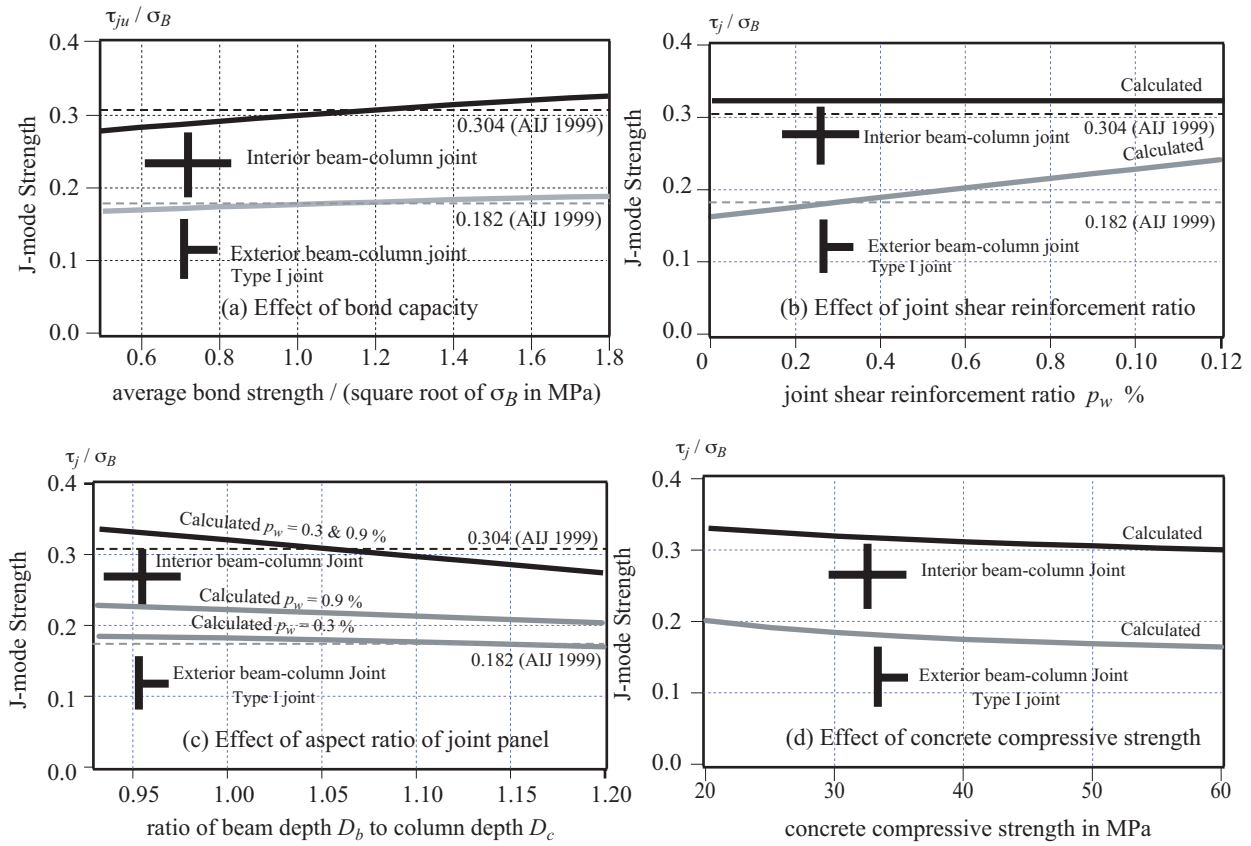 τju / σB
0.4
0.3
0.2
0.1
0.0
J-mode Strength
0.304 (AIJ 1999)
Interior beam-column joint
0.182 (AIJ 1999)
Exterior beam-column joint
Type I joint
(a) Effect of bond capacity
0.6 0.8 1.0 1.2 1.4 1.6 1.8
average bond strength / (square root of σB in MPa)
τj / σB
0.4
0.3
0.2
0.1
0.0
J-mode Strength
Calculated
0.304 (AIJ 1999)
Interior beam-column joint
Calculated
0.182 (AIJ 1999)
Exterior beam-column joint
Type I joint
(b) Effect of joint shear reinforcement ratio
0 0.2 0.4 0.6 0.8 0.10 0.12
joint shear reinforcement ratio pw %
τj / σB
0.4
0.3
0.2
0.1
0.0
J-mode Strength
Calculated pw = 0.3 & 0.9 %
0.304 (AIJ 1999)
Interior beam-column Joint
Calculated pw = 0.9 %
Calculated pw = 0.3 %
0.182 (AIJ 1999)
Exterior beam-column Joint
Type I joint
(c) Effect of aspect ratio of joint panel
0.95 1.00 1.05 1.10 1.15 1.20
ratio of beam depth Db to column depth Dc
τj / σB
0.4
0.3
0.2
0.1
0.0
J-mode Strength
Calculated
Interior beam-column Joint
Calculated
Exterior beam-column Joint
Type I joint
(d) Effect of concrete compressive strength
20 30 40 50 60
concrete compressive strength in MPa